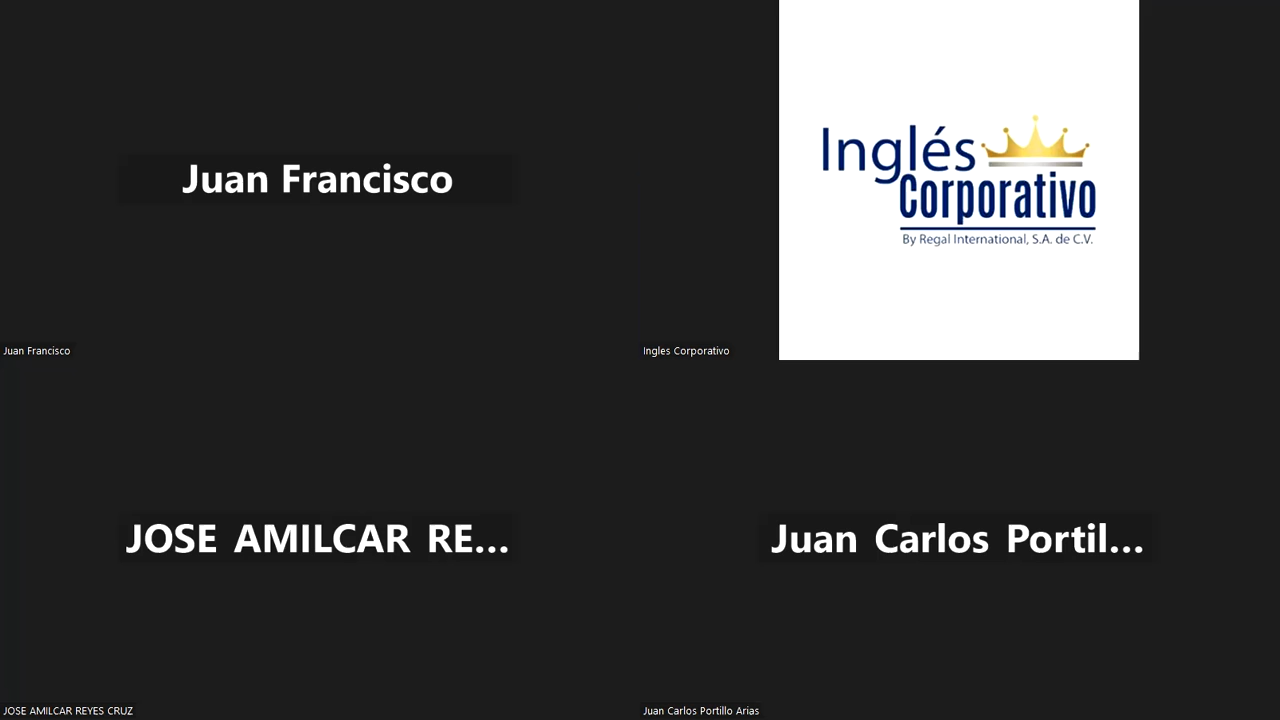 Juan Francisco
Juan Francisco
Inglés
Corporativo
By Regal International, S.A. de C.V.
Ingles Corporativo
JOSE AMILCAR RE...
JOSE AMILCAR REYES CRUZ
Juan Carlos Portil...
Juan Carlos Portillo Arias